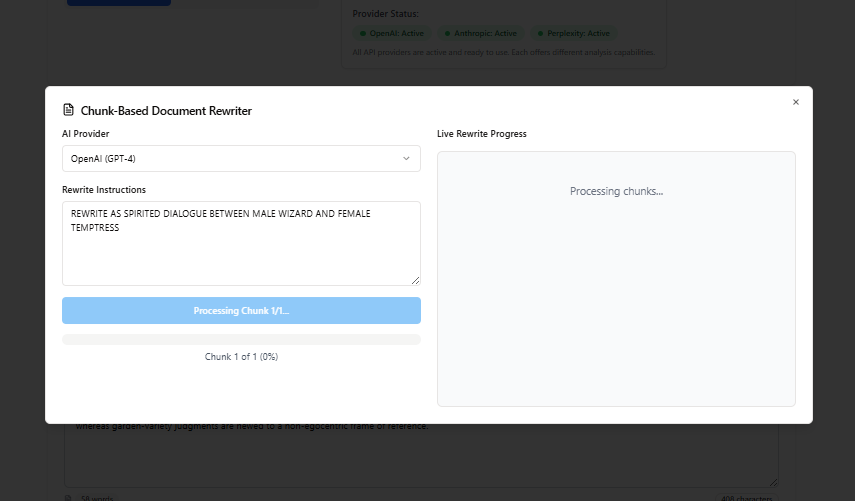 Provider Status:
OpenAI: Active
Anthropic: Active
Perplexity: Active
All API providers are active and ready to use. Each offers different analysis capabilities.
Chunk-Based Document Rewriter
×
AI Provider
Live Rewrite Progress
OpenAI (GPT-4)
Processing chunks...
Rewrite Instructions
REWRITE AS SPIRITED DIALOGUE BETWEEN MALE WIZARD AND FEMALE
TEMPTRESS
Processing Chunk 1/1...
Chunk 1 of 1 (0%)
whereas garden-variety judgments are newed to a non-egocentric frame of reference.
58 words
408 characters